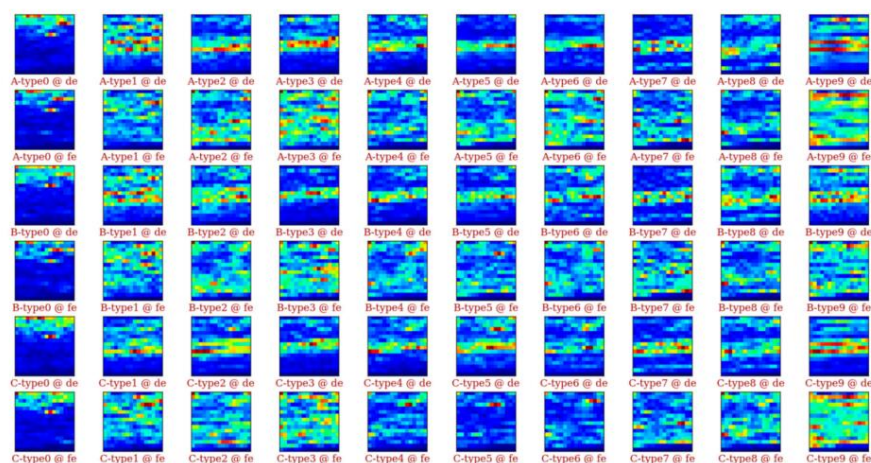 A-type0 @ de A-type1 @ de A-type2 @ de A-type3 @ de A-type4 @ de A-type5 @ de A-type6 @ de A-type7 @ de A-type8 @ de A-type9 @ de
A-type0 @ fe A-type1 @ fe A-type2 @ fe A-type3 @ fe A-type4 @ fe A-type5 @ fe A-type6 @ fe A-type7 @ fe A-type8 @ fe A-type9 @ fe
B-type0 @ de B-type1 @ de B-type2 @ de B-type3 @ de B-type4 @ de B-type5 @ de B-type6 @ de B-type7 @ de B-type8 @ de B-type9 @ de
B-type0 @ fe B-type1 @ fe B-type2 @ fe B-type3 @ fe B-type4 @ fe B-type5 @ fe B-type6 @ fe B-type7 @ fe B-type8 @ fe B-type9 @ fe
C-type0 @ de C-type1 @ de C-type2 @ de C-type3 @ de C-type4 @ de C-type5 @ de C-type6 @ de C-type7 @ de C-type8 @ de C-type9 @ de
C-type0 @ fe C-type1 @ fe C-type2 @ fe C-type3 @ fe C-type4 @ fe C-type5 @ fe C-type6 @ fe C-type7 @ fe C-type8 @ fe C-type9 @ fe